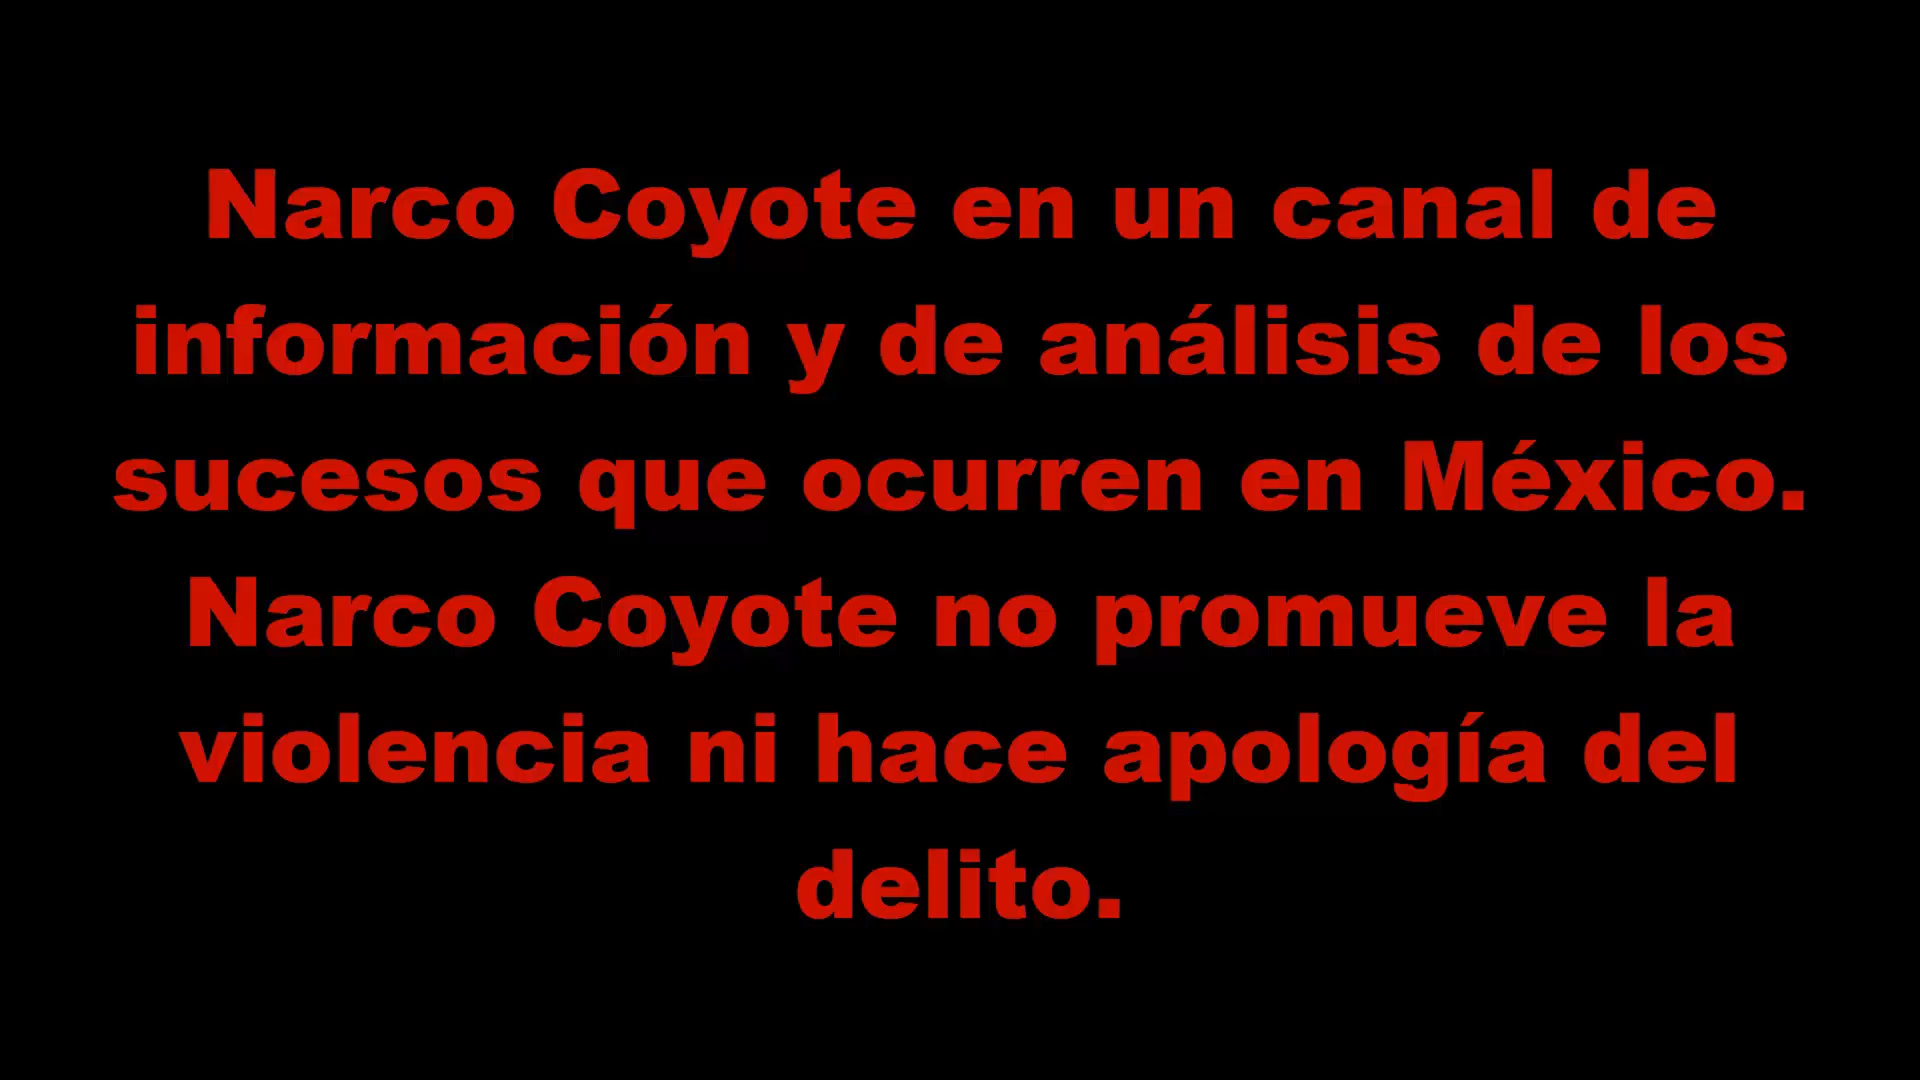 Narco Coyote en un canal de
información y de análisis de los
sucesos que ocurren en México.
Narco Coyote no promueve la
violencia ni hace apología del
delito.